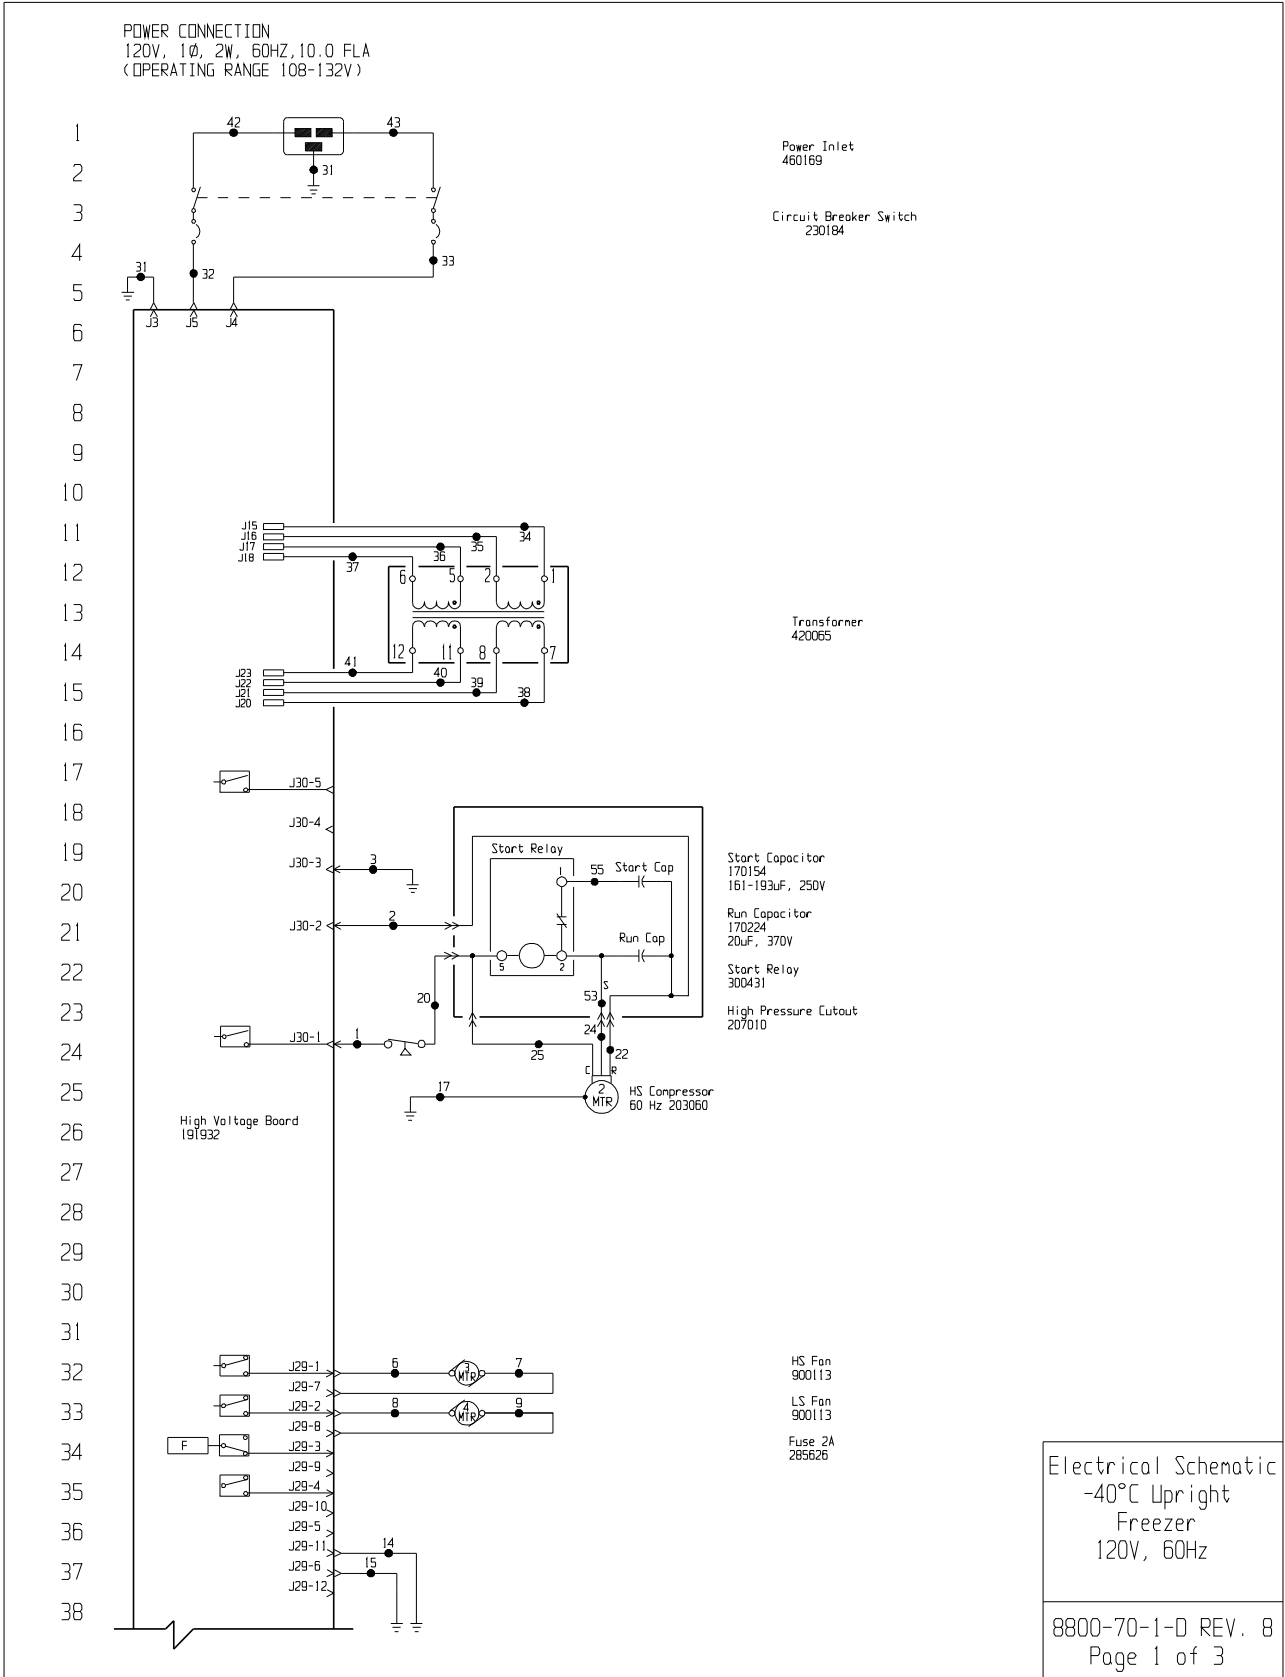 POWER CONNECTION
120V, 1Ø, 2W, 60HZ,10.0 FLA
(OPERATING RANGE 108-132V)
1
42
43
Power Inlet
460169
2
31
3
Circuit Breaker Switch
230184
4
31
32
33
5
J3
J5
J4
6
7
8
9
10
11
J15
J16
J17
J18
34
35
36
37
12
6
5
2
1
13
Transformer
420065
14
12
11
8
7
15
J23
J22
J21
J20
41
40
39
38
16
17
J30-5
18
J30-4
19
J30-3
3
Start Relay
1
55
Start Cap
Start Capacitor
170154
161-193uF, 250V
20
21
J30-2
2
Run Cap
Run Capacitor
170224
20uF, 370V
22
5
2
S
Start Relay
300431
23
20
53
High Pressure Cutout
207010
24
J30-1
1
24
25
22
C
R
25
17
2
MTR
HS Compressor
60 Hz 203060
High Voltage Board
191932
26
27
28
29
30
31
32
J29-1
6
3
MTR
7
HS Fan
900113
J29-7
33
J29-2
8
4
MTR
9
LS Fan
900113
J29-8
34
F
J29-3
Fuse 2A
285626
J29-9
35
J29-4
J29-10
36
J29-5
J29-11
14
37
J29-6
15
J29-12
38
Electrical Schematic
-40°C Upright
Freezer
120V, 60Hz
8800-70-1-D REV. 8
Page 1 of 3